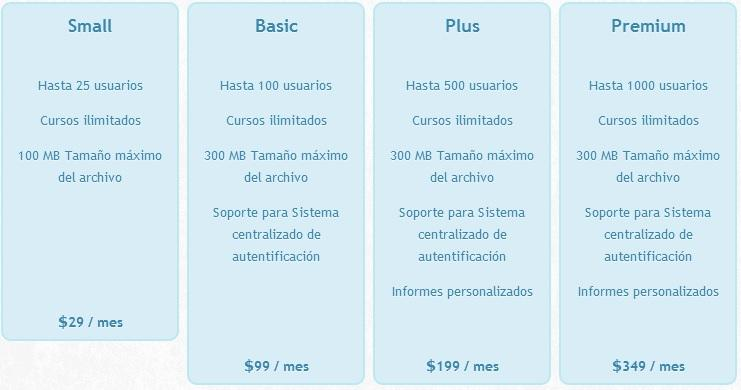 Small
Hasta 25 usuarios
Cursos ilimitados
100 MB Tamaño máximo
del archivo
$29 / mes
Basic
Hasta 100 usuarios
Cursos ilimitados
300 MB Tamaño máximo
del archivo
Soporte para Sistema
centralizado de
autentificación
$99 / mes
Plus
Hasta 500 usuarios
Cursos ilimitados
300 MB Tamaño máximo
del archivo
Soporte para Sistema
centralizado de
autentificación
Informes personalizados
$199 / mes
Premium
Hasta 1000 usuarios
Cursos ilimitados
300 MB Tamaño máximo
del archivo
Soporte para Sistema
centralizado de
autentificación
Informes personalizados
$349 / mes